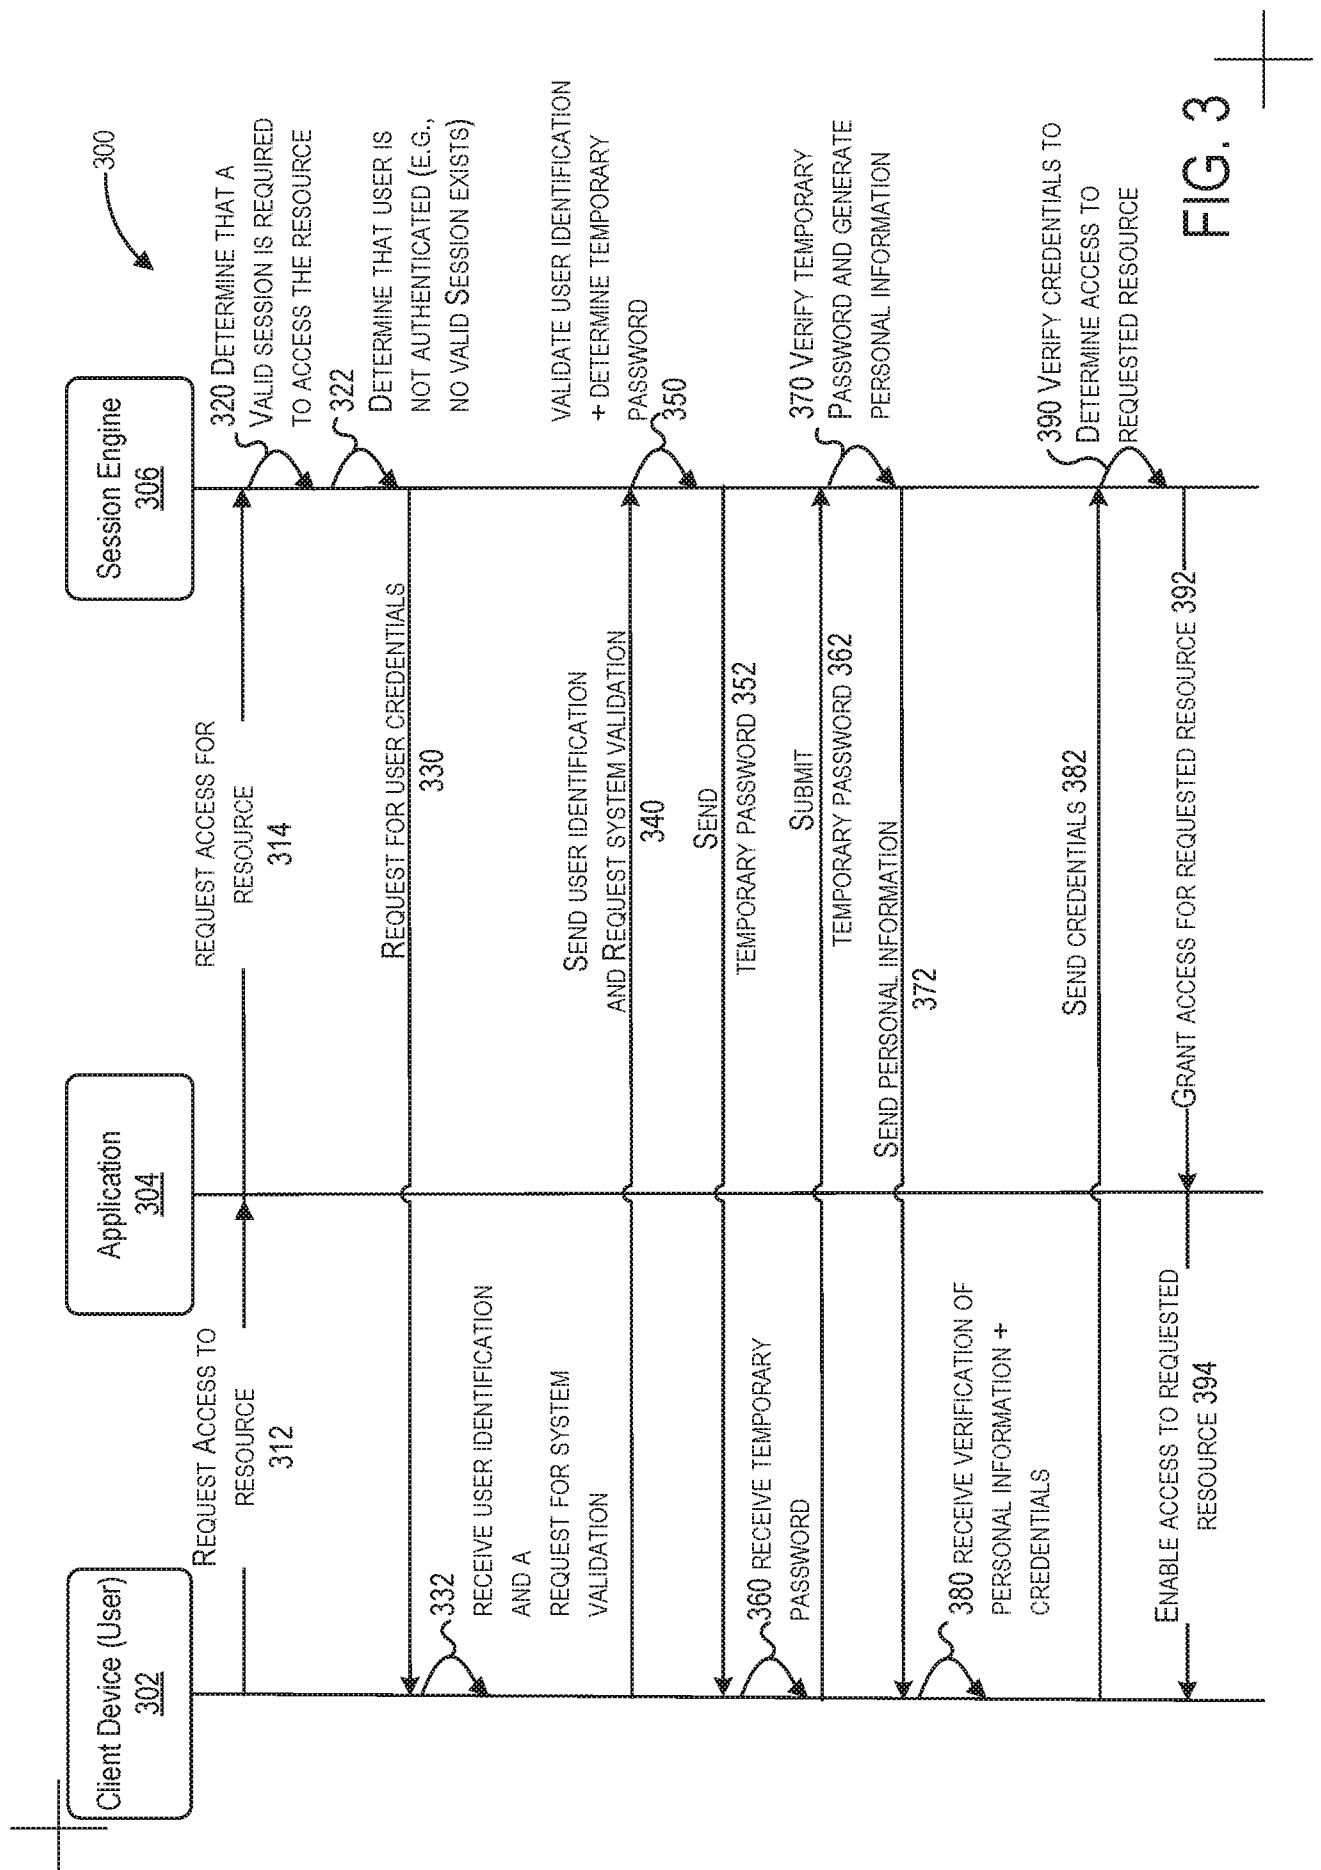 300
Client Device (User)
302
Application
304
Session Engine
306
REQUEST ACCESS TO
RESOURCE
312
REQUEST ACCESS FOR
RESOURCE
314
320 DETERMINE THAT A
VALID SESSION IS REQUIRED
TO ACCESS THE RESOURCE
322
DETERMINE THAT USER IS
NOT AUTHENTICATED (E.G.,
NO VALID SESSION EXISTS)
REQUEST FOR USER CREDENTIALS
330
332
RECEIVE USER IDENTIFICATION
AND A
REQUEST FOR SYSTEM
VALIDATION
SEND USER IDENTIFICATION
AND REQUEST SYSTEM VALIDATION
340
VALIDATE USER IDENTIFICATION
+ DETERMINE TEMPORARY
PASSWORD
350
SEND
TEMPORARY PASSWORD 352
360 RECEIVE TEMPORARY
PASSWORD
SUBMIT
TEMPORARY PASSWORD 362
370 VERIFY TEMPORARY
PASSWORD AND GENERATE
PERSONAL INFORMATION
SEND PERSONAL INFORMATION
372
380 RECEIVE VERIFICATION OF
PERSONAL INFORMATION +
CREDENTIALS
SEND CREDENTIALS 382
390 VERIFY CREDENTIALS TO
DETERMINE ACCESS TO
REQUESTED RESOURCE
GRANT ACCESS FOR REQUESTED RESOURCE 392
ENABLE ACCESS TO REQUESTED
RESOURCE 394
FIG. 3